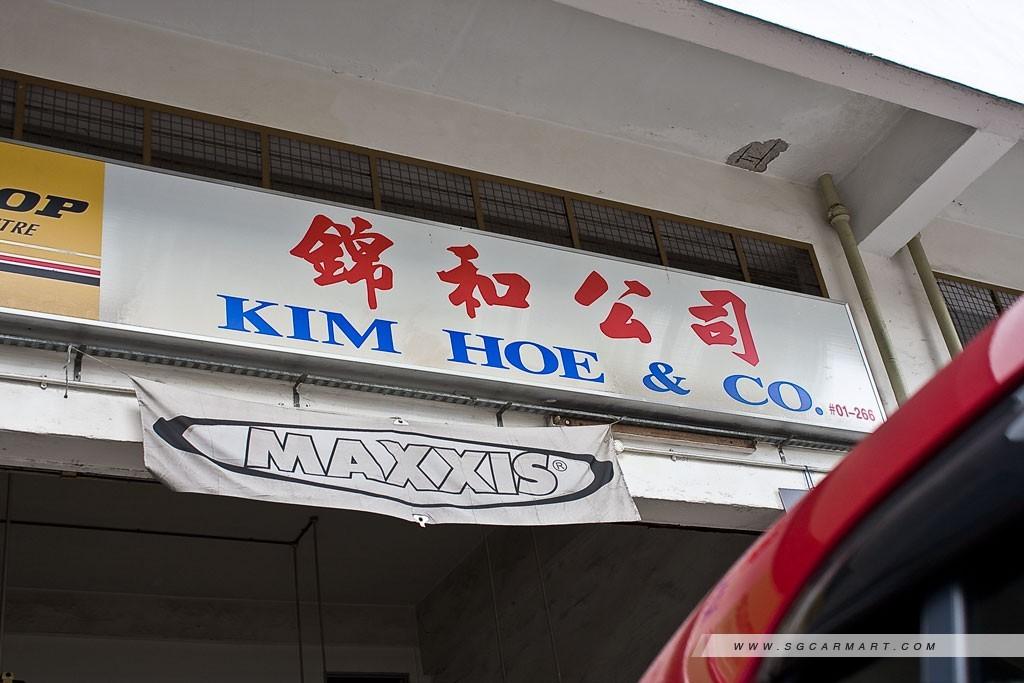 OP
TRE
錦和公司
KIM HOE & CO.
#01-266
MAXXIS®
WWW.SGCARMART.COM